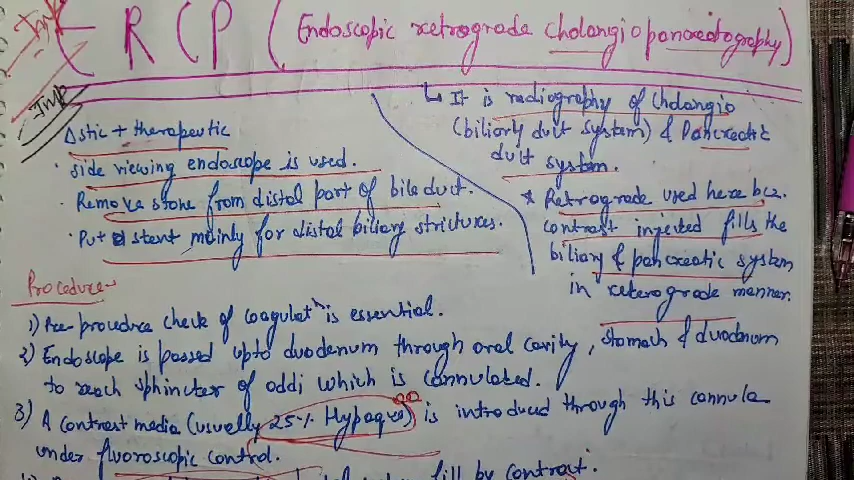 Imp
ERCP (Endoscopic retrograde cholangiopancreatography)
Imp
Δstic + therapeutic
· side viewing endoscope is used.
· Remove stone from distal part of bile duct.
· Put stent mainly for distal biliary strictures.
↳ It is radiography of Cholangio
(biliary duct system) & Pancreatic
duct system.
* Retrograde used here bcz.
contrast injected fills the
biliary & pancreatic system
in reterograde manner.
Procedure
1) Pre-procedure check of coagulatn is essential.
2) Endoscope is passed upto duodenum through oral cavity, stomach & duodenum
to reach sphincter of oddi which is cannulated.
3) A contrast media (usually 25% Hypaque) is introduced through this cannula
under fluoroscopic control.
fill by contrast.